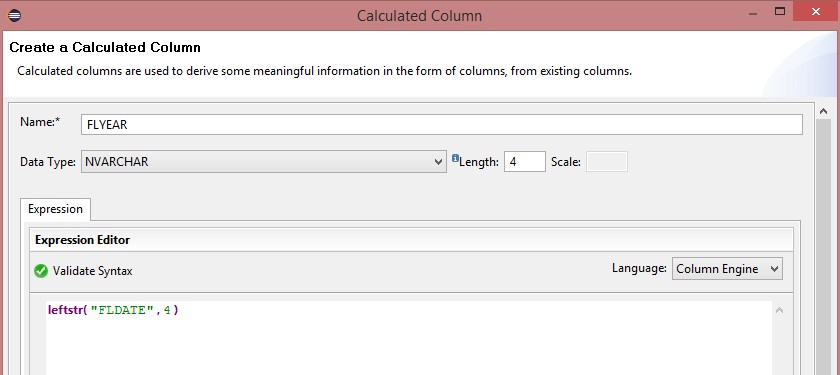 Calculated Column
Create a Calculated Column
Calculated columns are used to derive some meaningful information in the form of columns, from existing columns.
Name:* FLYEAR
Data Type: NVARCHAR Length: 4 Scale:
Expression
Expression Editor
Validate Syntax Language: Column Engine
leftstr("FLDATE",4)